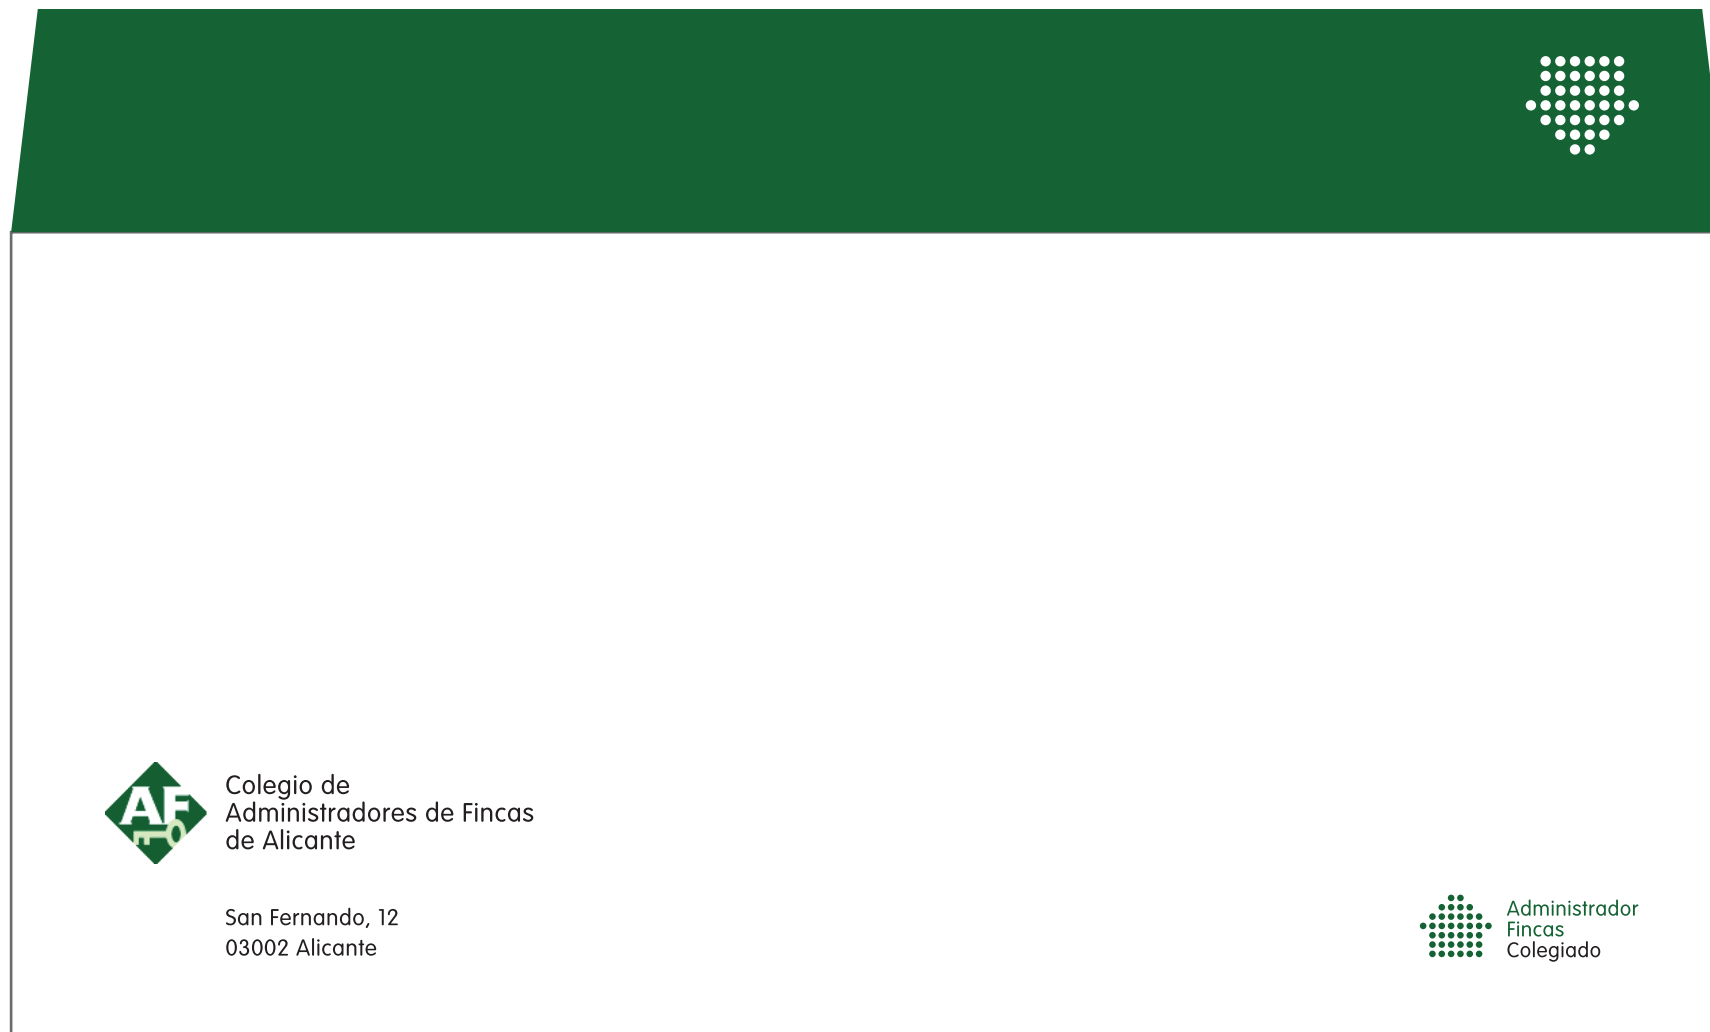 AF
Colegio de
Administradores de Fincas
de Alicante
San Fernando, 12
03002 Alicante
Administrador
Fincas
Colegiado